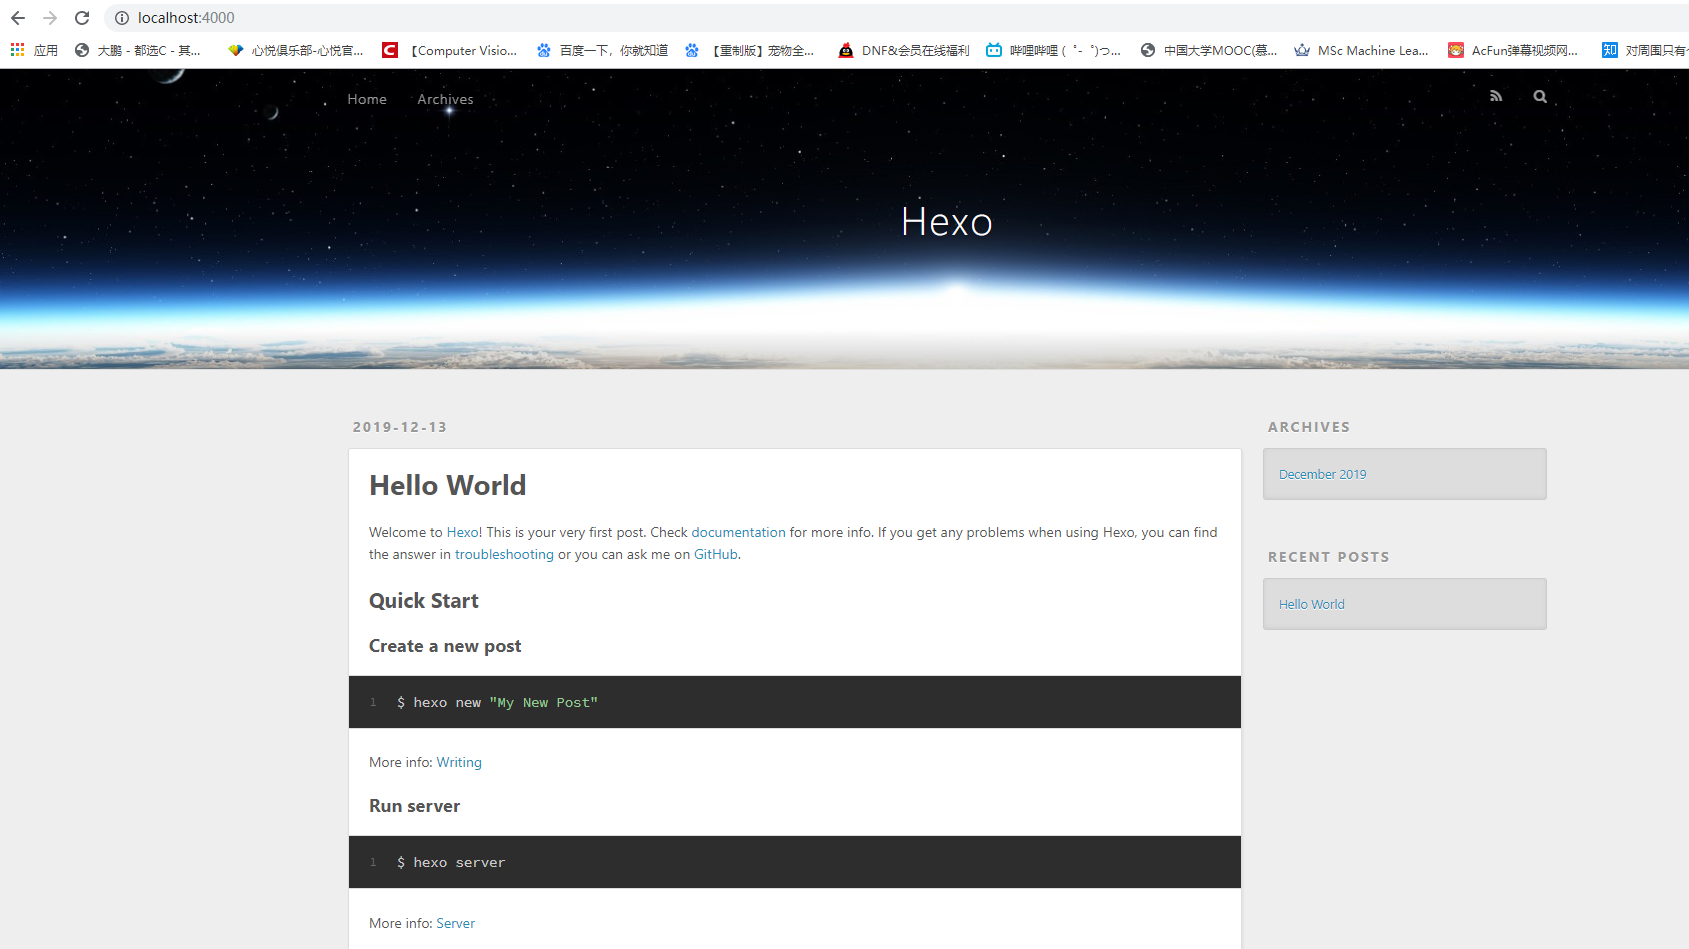 localhost:4000
应用 大鹏 - 都选C - 其... 心悦俱乐部-心悦官... 【Computer Visio... 百度一下，你就知道 【重制版】宠物全... DNF&会员在线福利 哔哩哔哩 (゜-゜)つ... 中国大学MOOC(慕... MSc Machine Lea... AcFun弹幕视频网... 知 对周围只有
Home Archives
Hexo
2019-12-13
Hello World
Welcome to Hexo! This is your very first post. Check documentation for more info. If you get any problems when using Hexo, you can find
the answer in troubleshooting or you can ask me on GitHub.
Quick Start
Create a new post
1 $ hexo new "My New Post"
More info: Writing
Run server
1 $ hexo server
More info: Server
ARCHIVES
December 2019
RECENT POSTS
Hello World